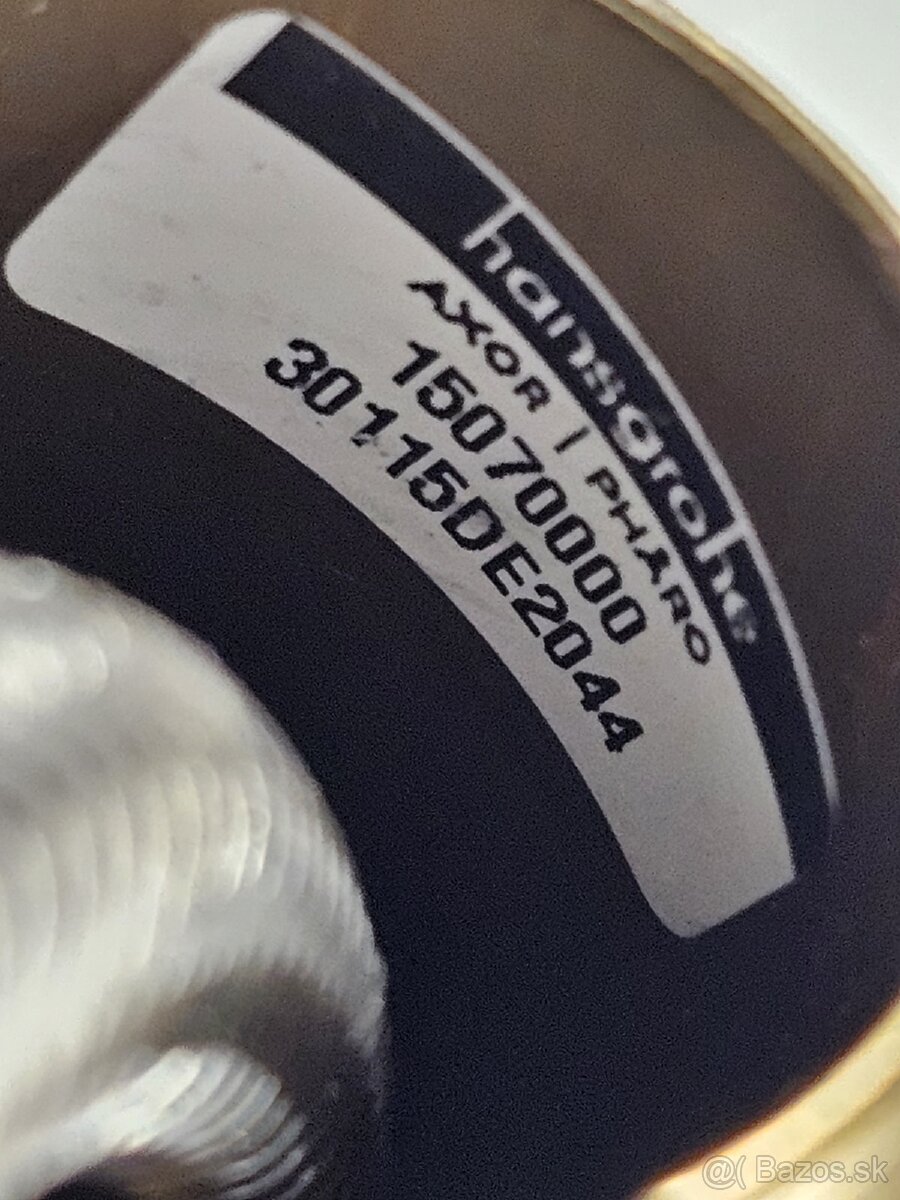 hansgrohe
AXOR | PHARO
15070000
30115DE2044
@( Bazos.sk